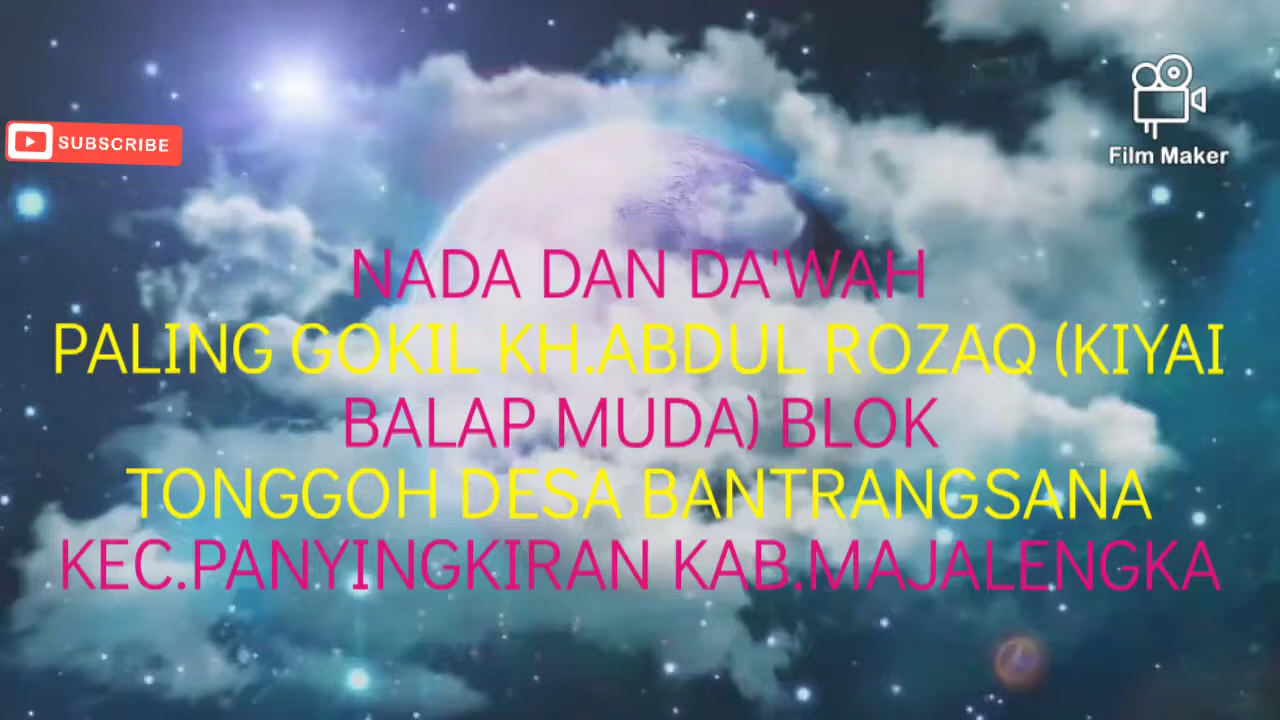 SUBSCRIBE
Film Maker
NADA DAN DA'WAH
PALING GOKIL KH.ABDUL ROZAQ (KIYAI
BALAP MUDA) BLOK
TONGGOH DESA BANTRANGSANA
KEC.PANYINGKIRAN KAB.MAJALENGKA